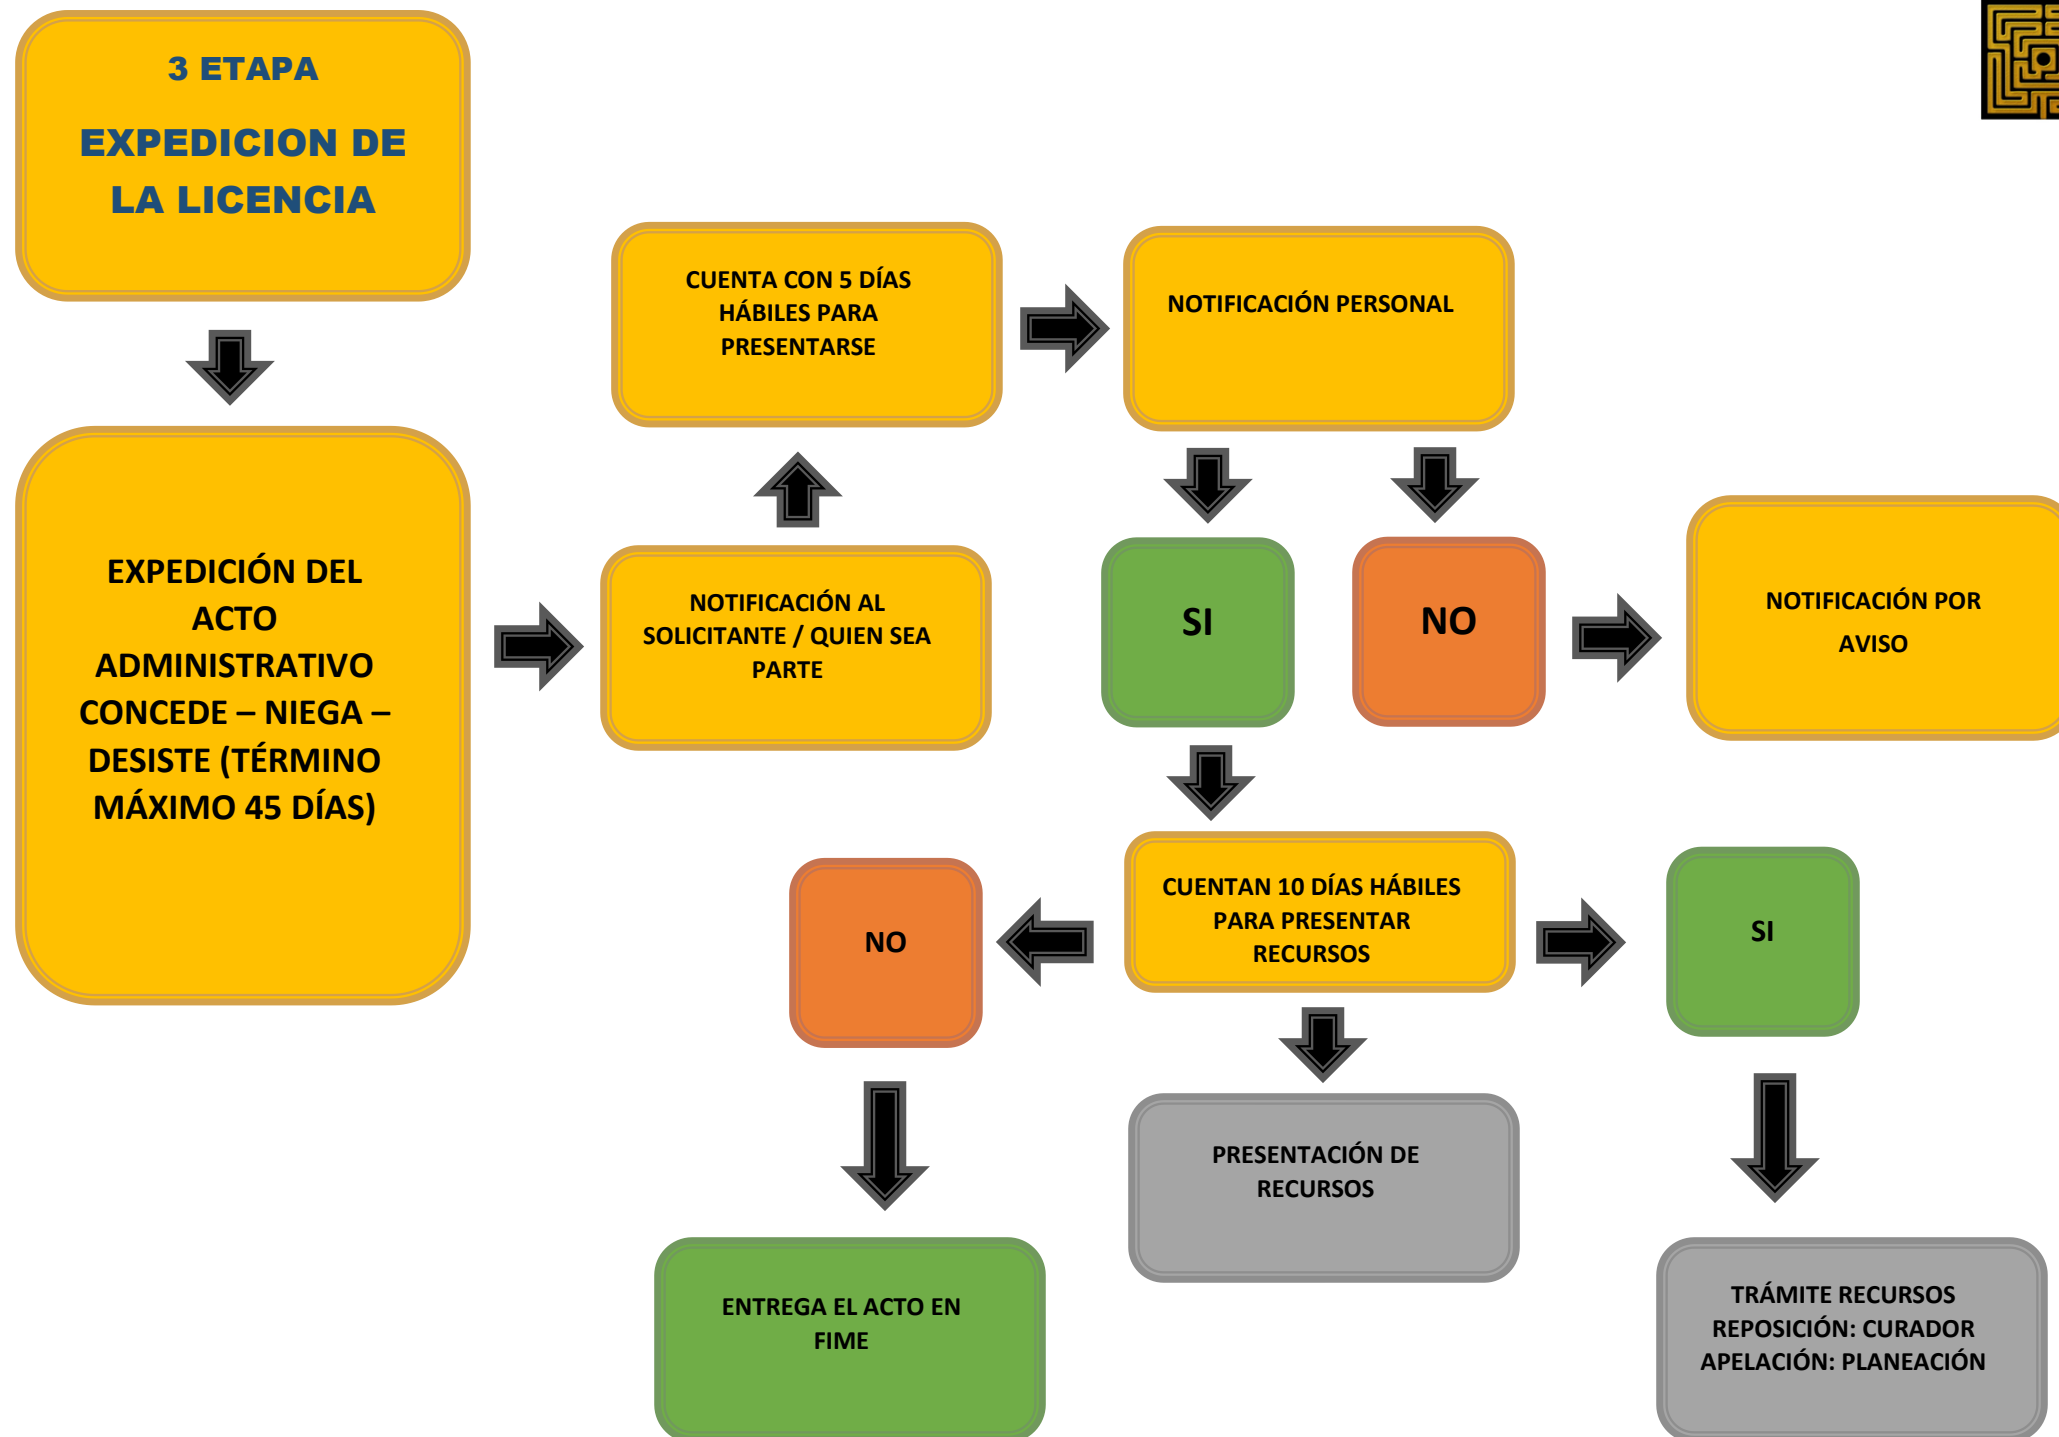 3 ETAPA
EXPEDICION DE
LA LICENCIA
CUENTA CON 5 DÍAS
HÁBILES PARA
PRESENTARSE
NOTIFICACIÓN PERSONAL
EXPEDICIÓN DEL
ACTO
ADMINISTRATIVO
CONCEDE – NIEGA –
DESISTE (TÉRMINO
MÁXIMO 45 DÍAS)
NOTIFICACIÓN AL
SOLICITANTE / QUIEN SEA
PARTE
SI
NO
NOTIFICACIÓN POR
AVISO
NO
CUENTAN 10 DÍAS HÁBILES
PARA PRESENTAR
RECURSOS
SI
PRESENTACIÓN DE
RECURSOS
ENTREGA EL ACTO EN
FIME
TRÁMITE RECURSOS
REPOSICIÓN: CURADOR
APELACIÓN: PLANEACIÓN